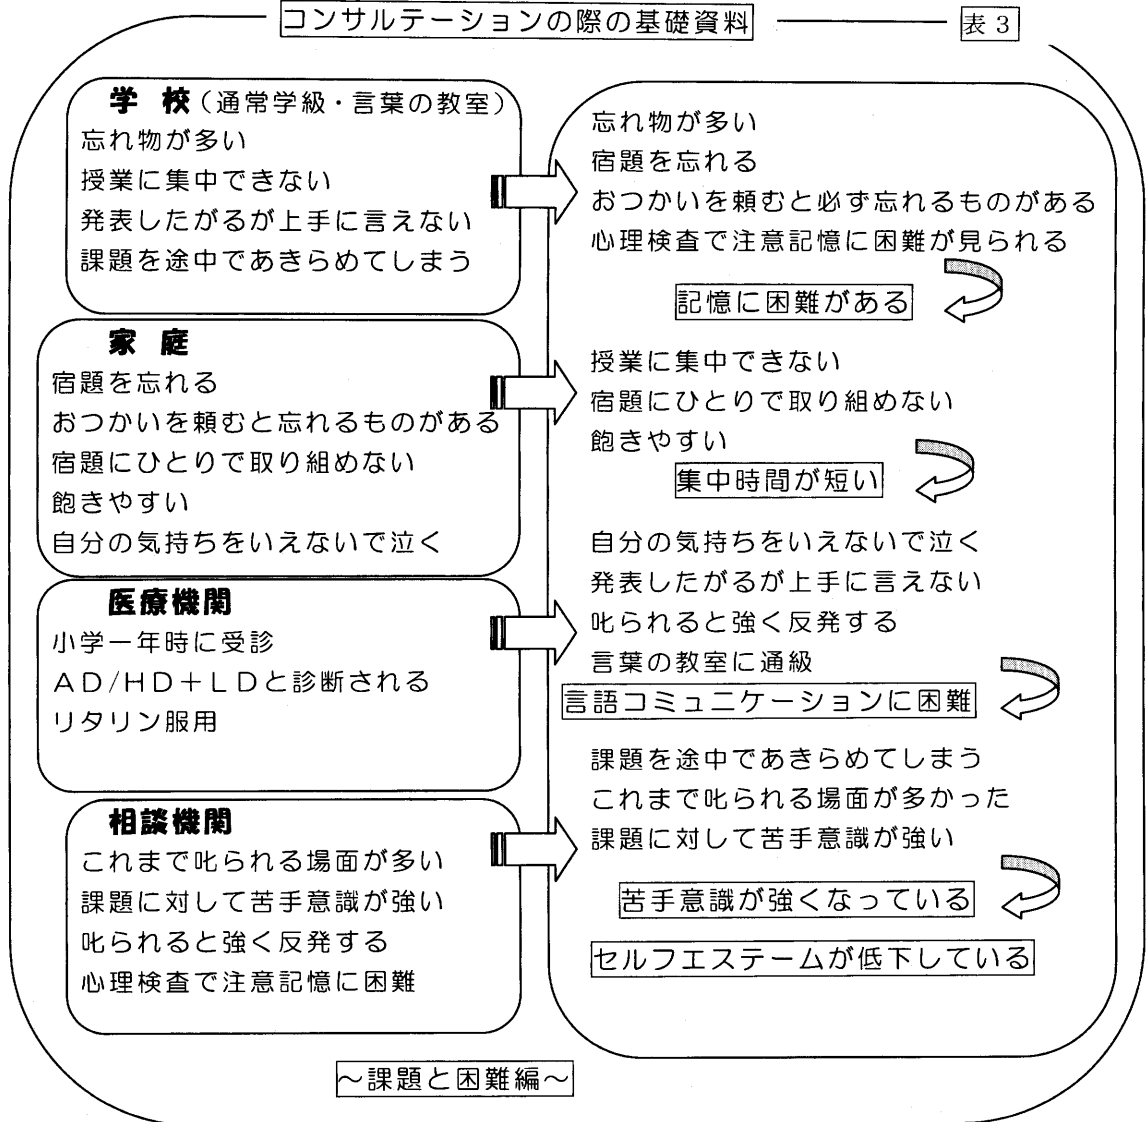 コンサルテーションの際の基礎資料
表３
学 校（通常学級・言葉の教室）
忘れ物が多い
授業に集中できない
発表したがるが上手に言えない
課題を途中であきらめてしまう
家 庭
宿題を忘れる
おつかいを頼むと忘れるものがある
宿題にひとりで取り組めない
飽きやすい
自分の気持ちをいえないで泣く
医療機関
小学一年時に受診
ＡＤ/ＨＤ＋ＬＤと診断される
リタリン服用
相談機関
これまで叱られる場面が多い
課題に対して苦手意識が強い
叱られると強く反発する
心理検査で注意記憶に困難
忘れ物が多い
宿題を忘れる
おつかいを頼むと必ず忘れるものがある
心理検査で注意記憶に困難が見られる
記憶に困難がある
授業に集中できない
宿題にひとりで取り組めない
飽きやすい
集中時間が短い
自分の気持ちをいえないで泣く
発表したがるが上手に言えない
叱られると強く反発する
言葉の教室に通級
言語コミュニケーションに困難
課題を途中であきらめてしまう
これまで叱られる場面が多かった
課題に対して苦手意識が強い
苦手意識が強くなっている
セルフエステームが低下している
～課題と困難編～